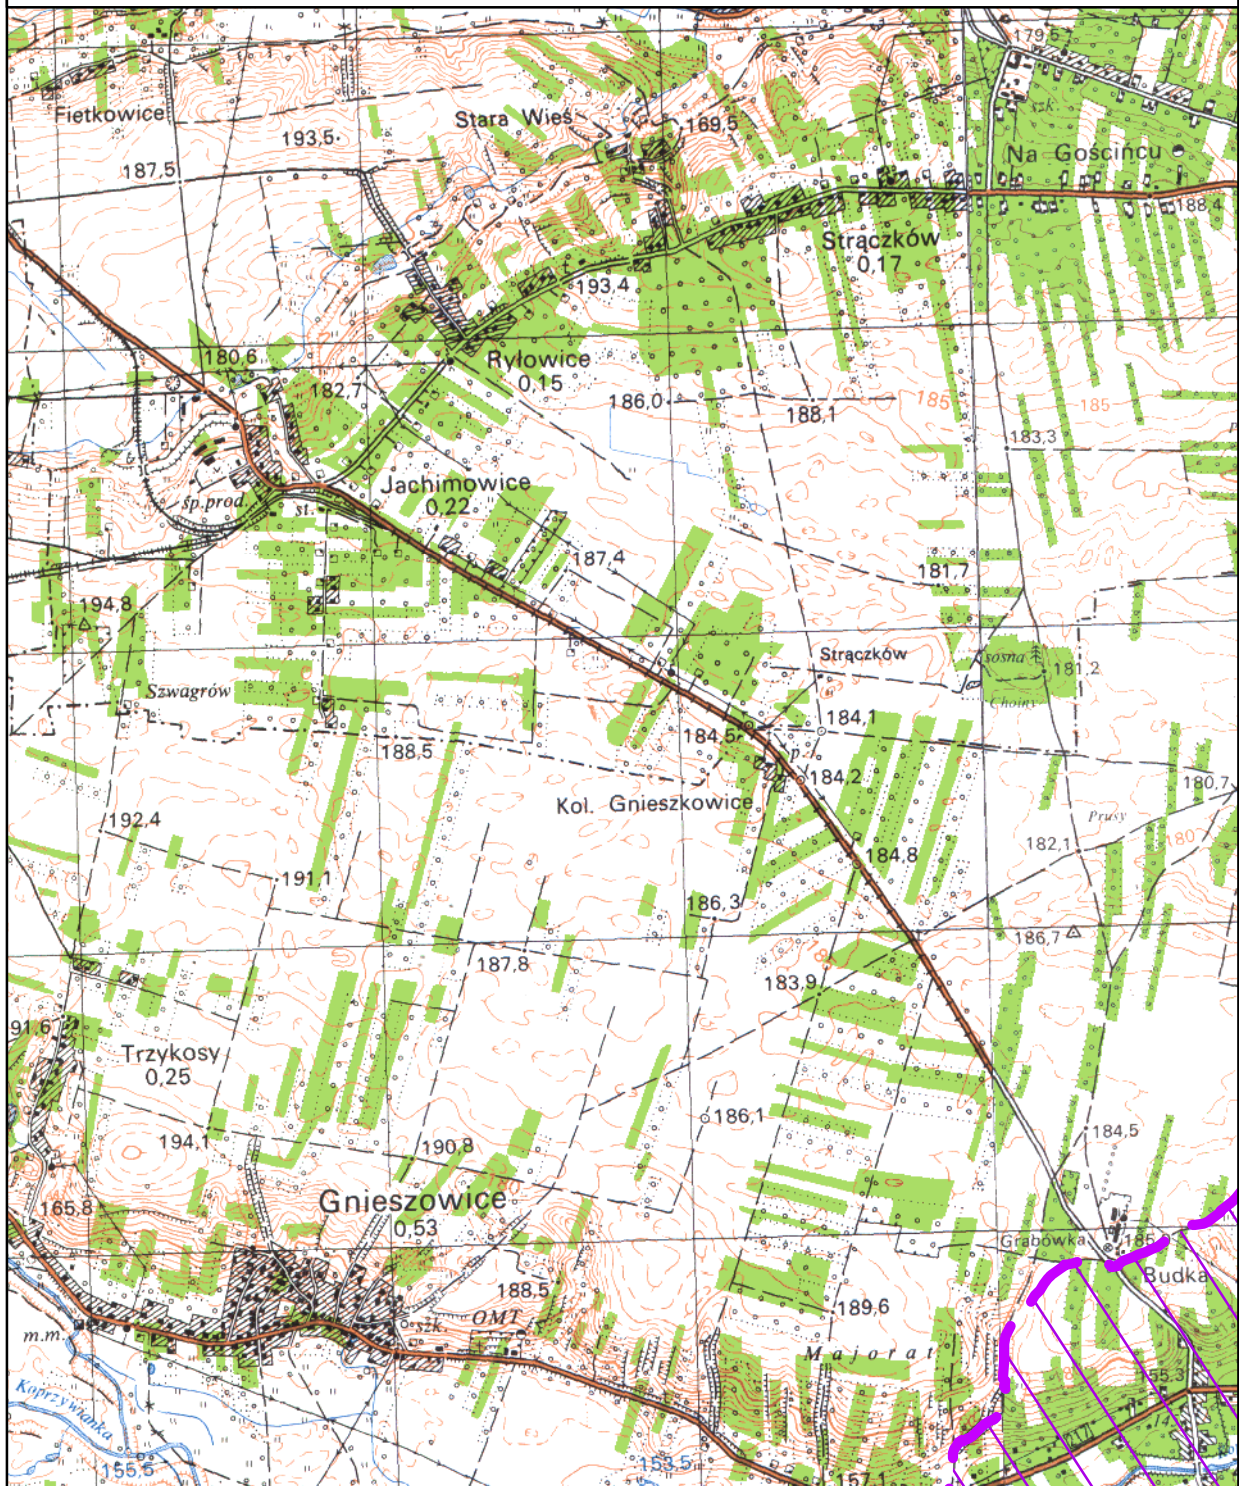 179,5
Fietkowice
193,5
Stara Wieś
169,5
szk.
187,5
Na Gościńcu
188,4
Strączków
0,17
193,4
180,6
182,7
Ryłowice
0,15
186,0
188,1
185
185
183,3
Jachimowice
0,22
śp. prod.
st.
187,4
181,7
194,8
Strączków
sosna
181,2
Choiny
Szwagrów
184,1
184,5
188,5
184,2
180,7
Kol. Gnieszkowice
Prusy
192,4
182,1
180
184,8
191,1
186,3
186,7
187,8
183,9
91,6
Trzykosy
0,25
186,1
184,5
194,1
190,8
Gnieszowice
0,53
165,8
Grabówka
185
Budka
188,5
189,6
OMT
szk.
m.m.
Majorat
155,3
Koprzywianka
155,5
153,5
157,1